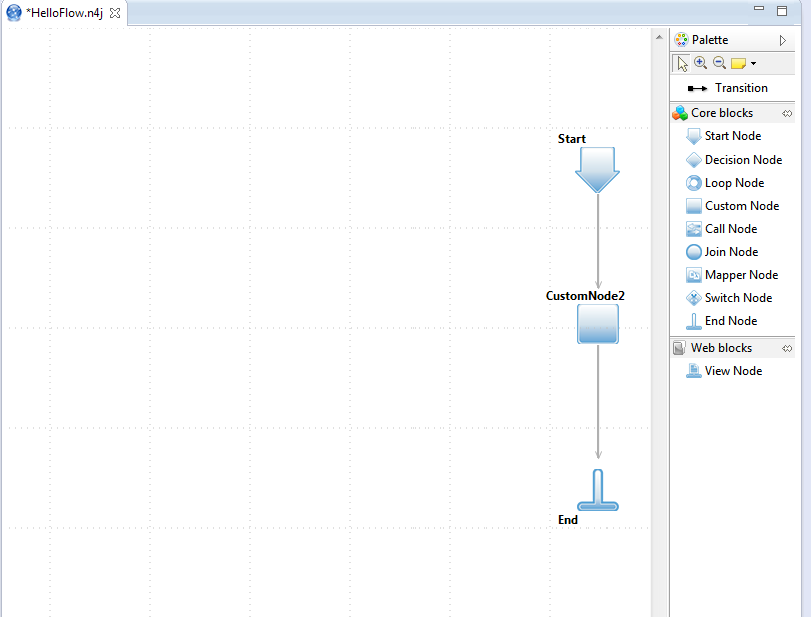 *HelloFlow.n4j
Start
CustomNode2
End
Palette
Transition
Core blocks
Start Node
Decision Node
Loop Node
Custom Node
Call Node
Join Node
Mapper Node
Switch Node
End Node
Web blocks
View Node